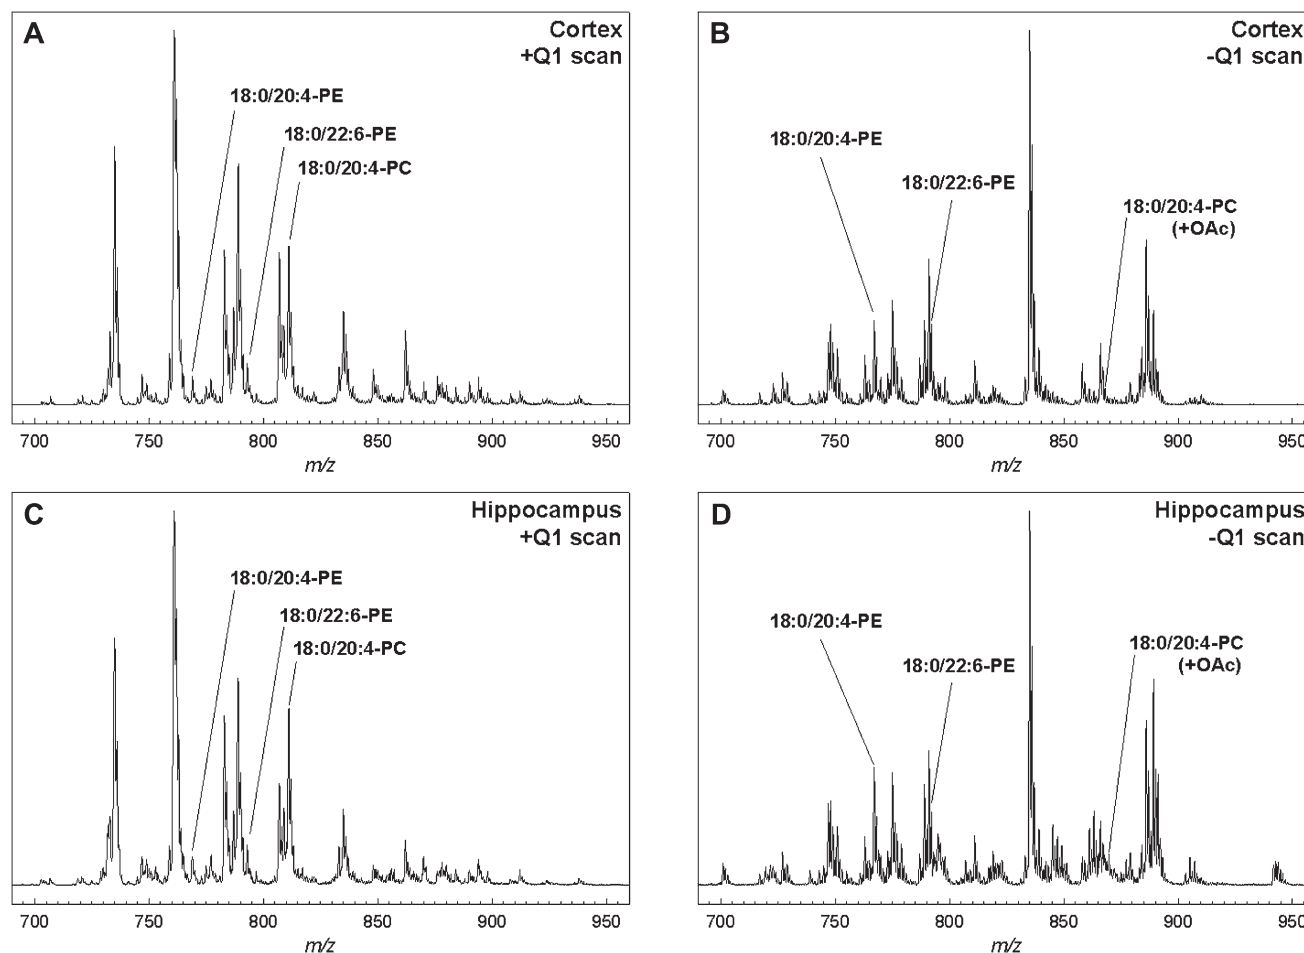 A
Cortex
+Q1 scan
18:0/20:4-PE
18:0/22:6-PE
18:0/20:4-PC
700 750 800 850 900 950
m/z
B
Cortex
-Q1 scan
18:0/20:4-PE
18:0/22:6-PE
18:0/20:4-PC
(+OAc)
700 750 800 850 900 950
m/z
C
Hippocampus
+Q1 scan
18:0/20:4-PE
18:0/22:6-PE
18:0/20:4-PC
700 750 800 850 900 950
m/z
D
Hippocampus
-Q1 scan
18:0/20:4-PE
18:0/20:4-PC
(+OAc)
18:0/22:6-PE
700 750 800 850 900 950
m/z